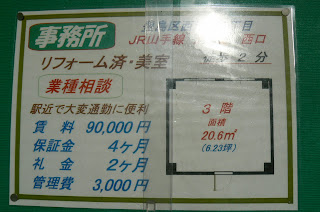 事務所
JR山手線 西口
2分
リフォーム済・美室
業種相談
駅近で大変通勤に便利
賃料 90,000円
保証金 4ヶ月
礼金 2ヶ月
管理費 3,000円
3階
面積
20.6㎡
(6.23坪)